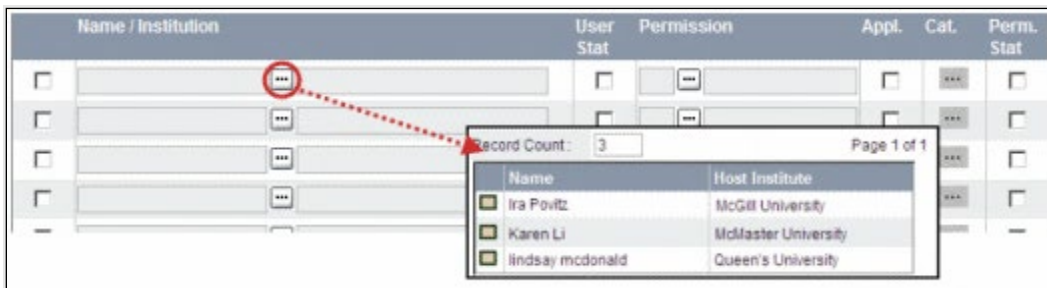 Name / Institution User Stat Permission Appl. Cat. Perm. Stat
Record Count: 3 Page 1 of 1
Name Host Institute
Ira Povitz McGill University
Karen Li McMaster University
lindsay mcdonald Queen's University